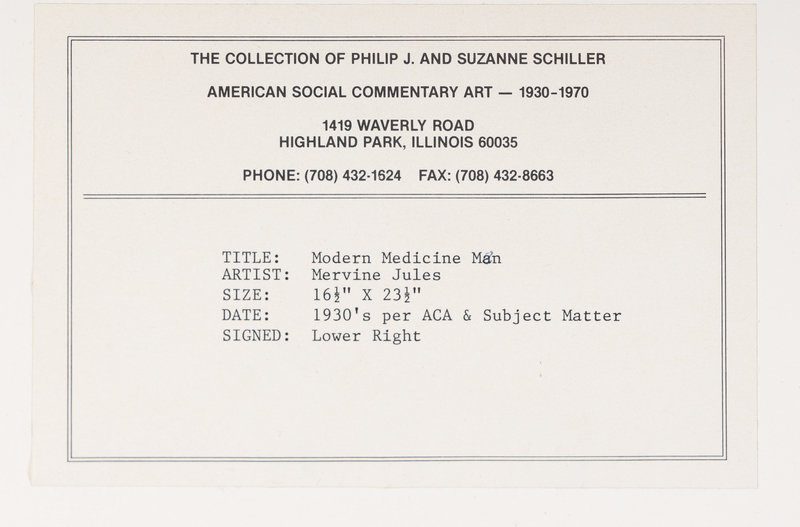 THE COLLECTION OF PHILIP J. AND SUZANNE SCHILLER
AMERICAN SOCIAL COMMENTARY ART — 1930-1970
1419 WAVERLY ROAD
HIGHLAND PARK, ILLINOIS 60035
PHONE: (708) 432-1624 FAX: (708) 432-8663
TITLE: Modern Medicine Man
ARTIST: Mervine Jules
SIZE: 16½" X 23½"
DATE: 1930's per ACA & Subject Matter
SIGNED: Lower Right